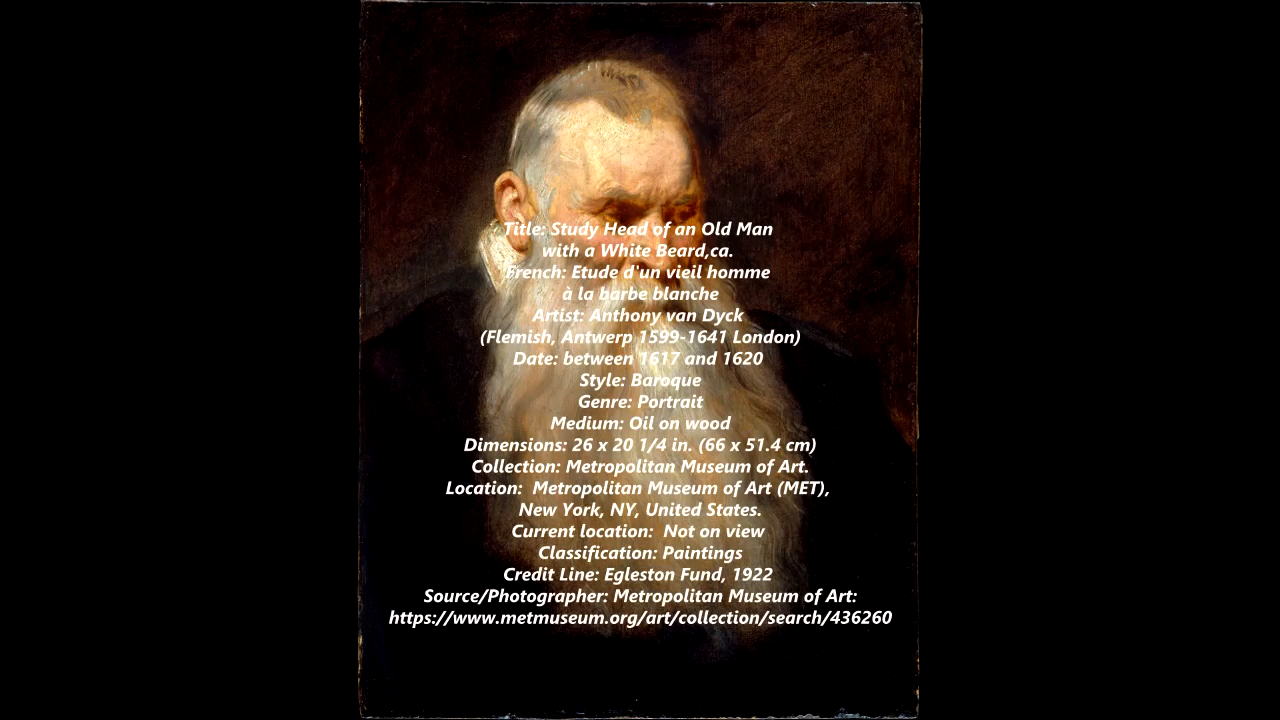 Title: Study Head of an Old Man
with a White Beard,ca.
French: Etude d'un vieil homme
à la barbe blanche
Artist: Anthony van Dyck
(Flemish, Antwerp 1599-1641 London)
Date: between 1617 and 1620
Style: Baroque
Genre: Portrait
Medium: Oil on wood
Dimensions: 26 x 20 1/4 in. (66 x 51.4 cm)
Collection: Metropolitan Museum of Art.
Location:  Metropolitan Museum of Art (MET),
New York, NY, United States.
Current location:  Not on view
Classification: Paintings
Credit Line: Egleston Fund, 1922
Source/Photographer: Metropolitan Museum of Art:
https://www.metmuseum.org/art/collection/search/436260